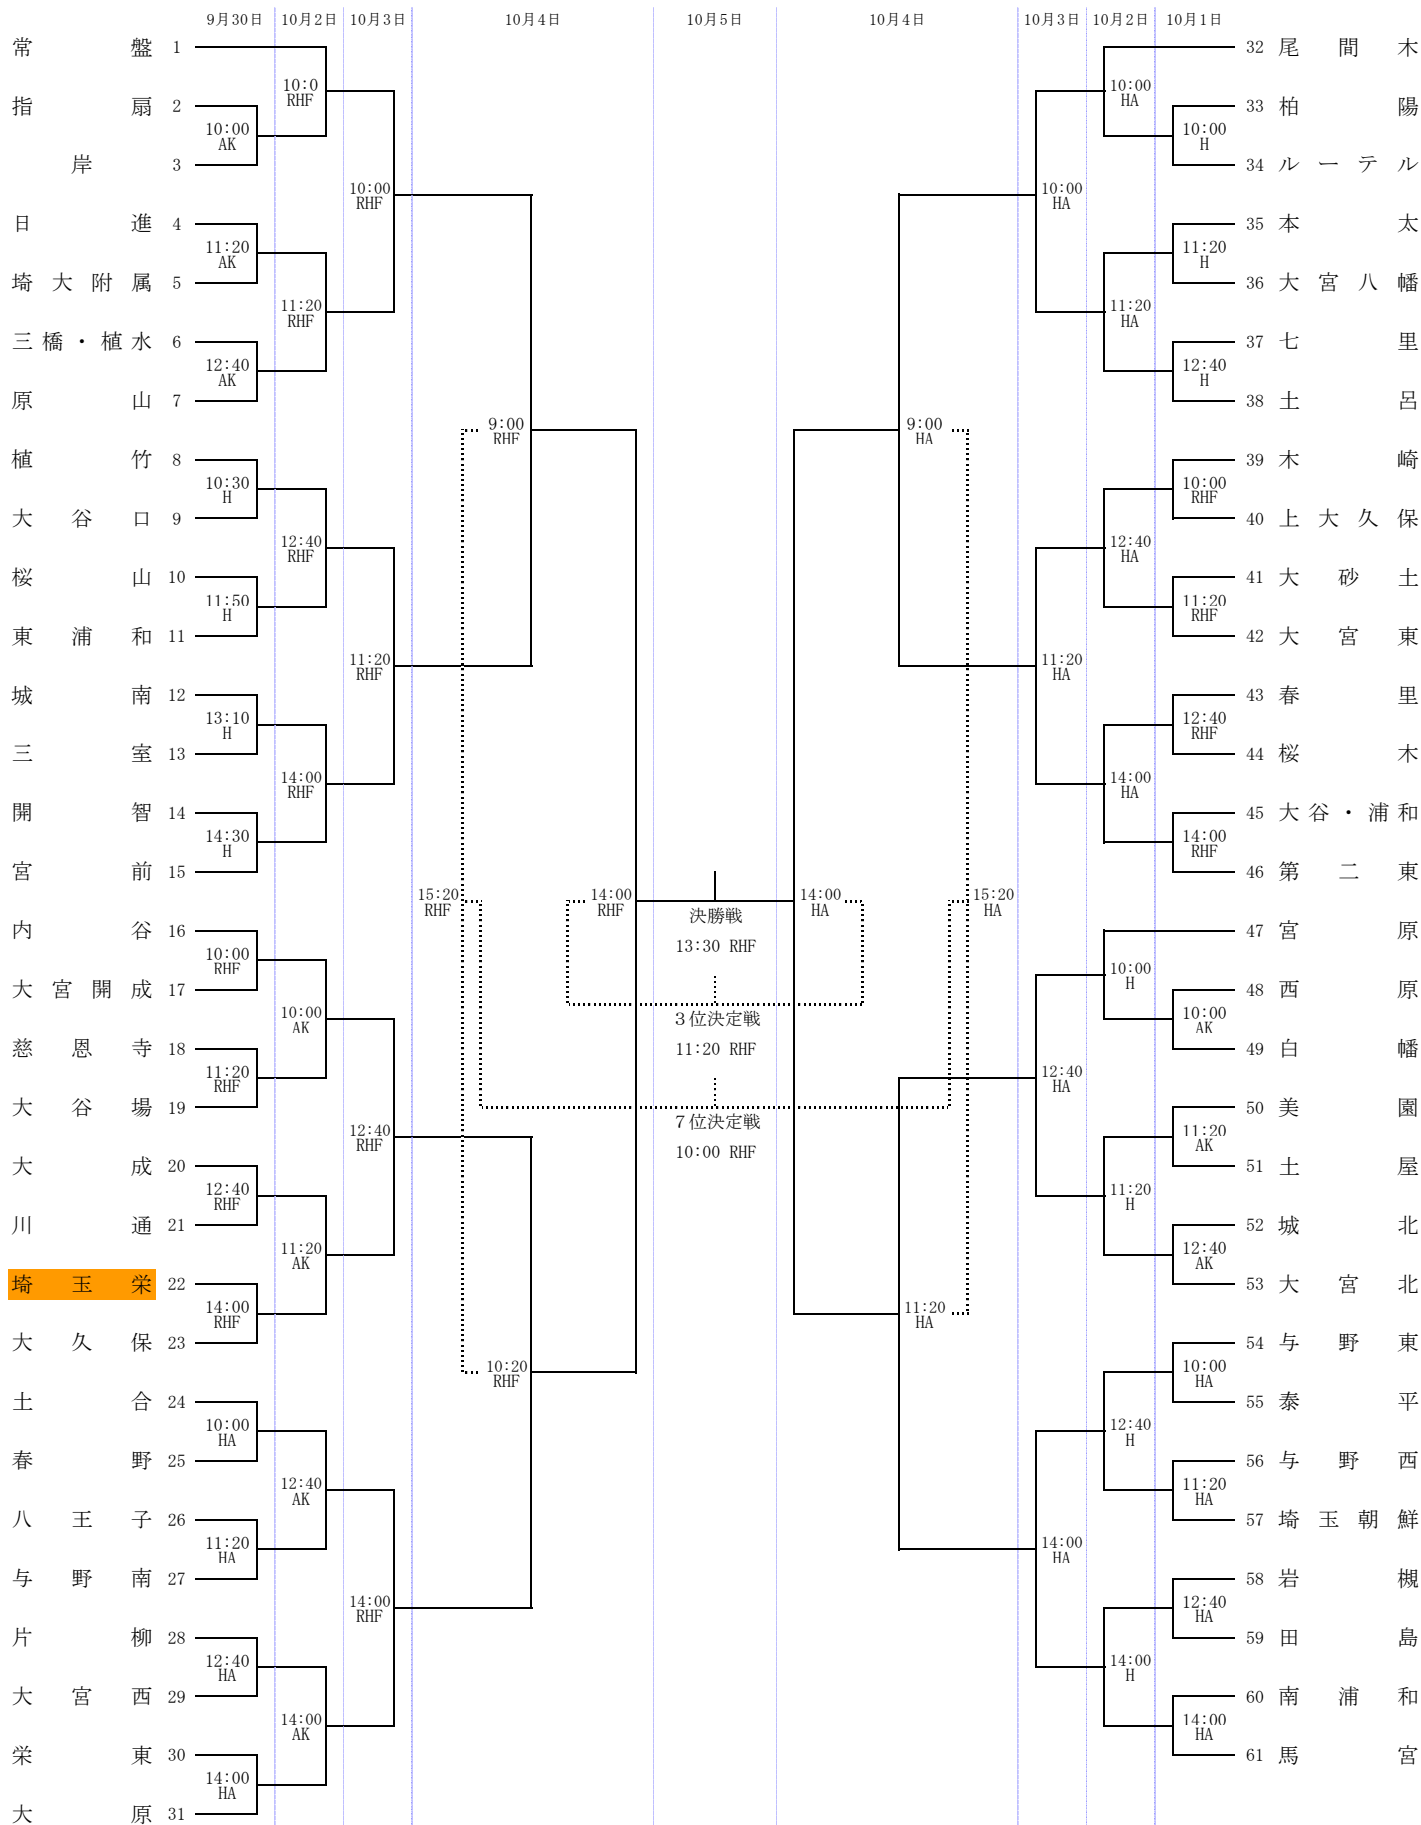 9月30日 10月2日 10月3日 10月4日 10月5日 10月4日 10月3日 10月2日 10月1日
常盤 1
32 尾間木
10:0
RHF
10:00
HA
指扇 2
33 柏陽
10:00
AK
10:00
H
岸 3
34 ルーテル
10:00
RHF
10:00
HA
日進 4
35 本太
11:20
AK
11:20
H
埼大附属 5
36 大宮八幡
11:20
RHF
11:20
HA
三橋・植水 6
37 七里
12:40
AK
12:40
H
原山 7
38 土呂
9:00
RHF
9:00
HA
植竹 8
39 木崎
10:30
H
10:00
RHF
大谷口 9
40 上大久保
12:40
RHF
12:40
HA
桜山 10
41 大砂土
11:50
H
11:20
RHF
東浦和 11
42 大宮東
11:20
RHF
11:20
HA
城南 12
43 春里
13:10
H
12:40
RHF
三室 13
44 桜木
14:00
RHF
14:00
HA
開智 14
45 大谷・浦和
14:30
H
14:00
RHF
宮前 15
46 第二東
15:20
RHF
14:00
RHF
14:00
HA
15:20
HA
決勝戦
13:30 RHF
内谷 16
47 宮原
10:00
RHF
10:00
H
大宮開成 17
48 西原
10:00
AK
10:00
AK
3位決定戦
11:20 RHF
慈恩寺 18
49 白幡
11:20
RHF
12:40
HA
大谷場 19
50 美園
7位決定戦
10:00 RHF
12:40
RHF
11:20
AK
大成 20
51 土屋
12:40
RHF
11:20
H
川通 21
52 城北
11:20
AK
12:40
AK
埼玉栄 22
53 大宮北
14:00
RHF
11:20
HA
大久保 23
54 与野東
10:20
RHF
10:00
HA
土合 24
55 泰平
10:00
HA
12:40
H
春野 25
56 与野西
12:40
AK
11:20
HA
八王子 26
57 埼玉朝鮮
11:20
HA
14:00
HA
与野南 27
58 岩槻
14:00
RHF
12:40
HA
片柳 28
59 田島
12:40
HA
14:00
H
大宮西 29
60 南浦和
14:00
AK
14:00
HA
栄東 30
61 馬宮
14:00
HA
大原 31